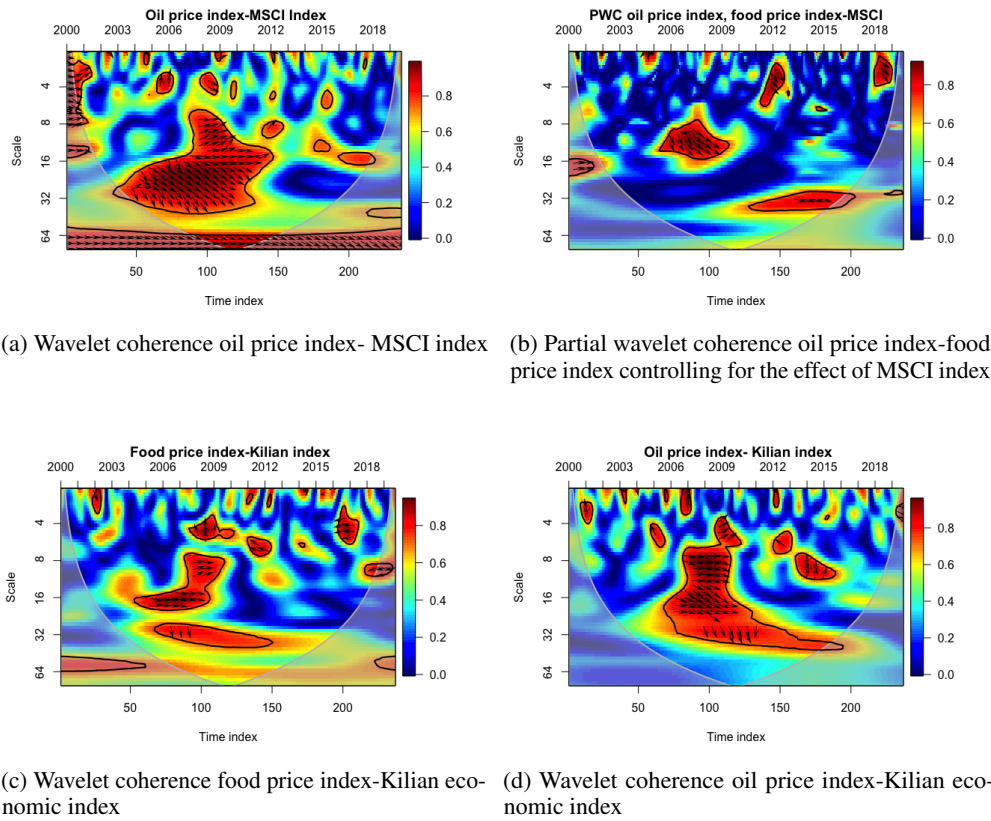 Oil price index-MSCI Index
2000 2003 2006 2009 2012 2015 2018
Scale
4
8
16
32
64
0.8
0.6
0.4
0.2
0.0
50 100 150 200
Time index
(a) Wavelet coherence oil price index- MSCI index
PWC oil price index, food price index-MSCI
2000 2003 2006 2009 2012 2015 2018
Scale
4
8
16
32
64
0.8
0.6
0.4
0.2
0.0
50 100 150 200
Time index
(b) Partial wavelet coherence oil price index-food
price index controlling for the effect of MSCI index
Food price index-Kilian index
2000 2003 2006 2009 2012 2015 2018
Scale
4
8
16
32
64
0.8
0.6
0.4
0.2
0.0
50 100 150 200
Time index
(c) Wavelet coherence food price index-Kilian eco-
nomic index
Oil price index- Kilian index
2000 2003 2006 2009 2012 2015 2018
Scale
4
8
16
32
64
0.8
0.6
0.4
0.2
0.0
50 100 150 200
Time index
(d) Wavelet coherence oil price index-Kilian eco-
nomic index